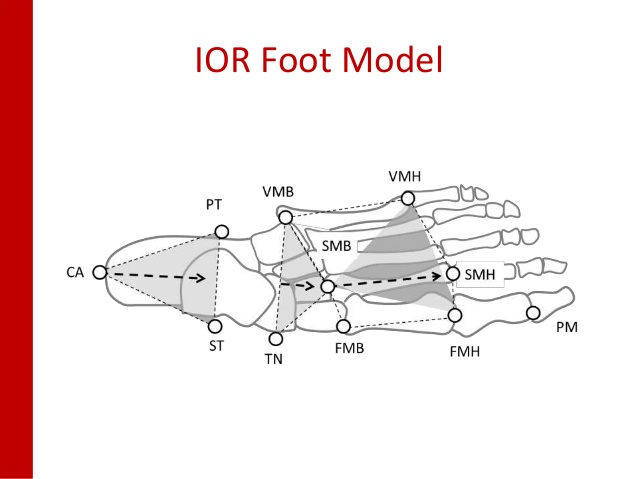 IOR Foot Model
VMH
VMB
PT
SMB
CA
SMH
PM
ST
FMB
FMH
TN